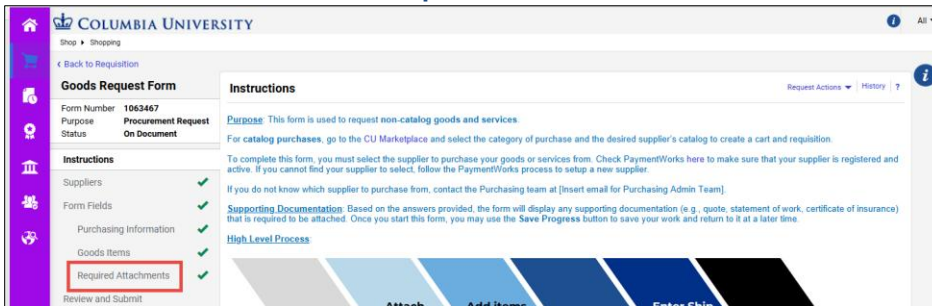 COLUMBIA UNIVERSITY
All
Shop Shopping
Back to Requisition
Goods Request Form
Form Number 1063467
Purpose Procurement Request
Status On Document
Instructions
Suppliers
Form Fields
Purchasing Information
Goods Items
Required Attachments
Review and Submit
Instructions
Request Actions History ?
Purpose: This form is used to request non-catalog goods and services.
For catalog purchases, go to the CU Marketplace and select the category of purchase and the desired supplier's catalog to create a cart and requisition.
To complete this form, you must select the supplier to purchase your goods or services from. Check PaymentWorks here to make sure that your supplier is registered and
active. If you cannot find your supplier to select, follow the PaymentWorks process to setup a new supplier.
If you do not know which supplier to purchase from, contact the Purchasing team at [Insert email for Purchasing Admin Team].
Supporting Documentation: Based on the answers provided, the form will display any supporting documentation (e.g., quote, statement of work, certificate of insurance)
that is required to be attached. Once you start this form, you may use the Save Progress button to save your work and return to it at a later time.
High Level Process:
Attach Add items Enter Ship